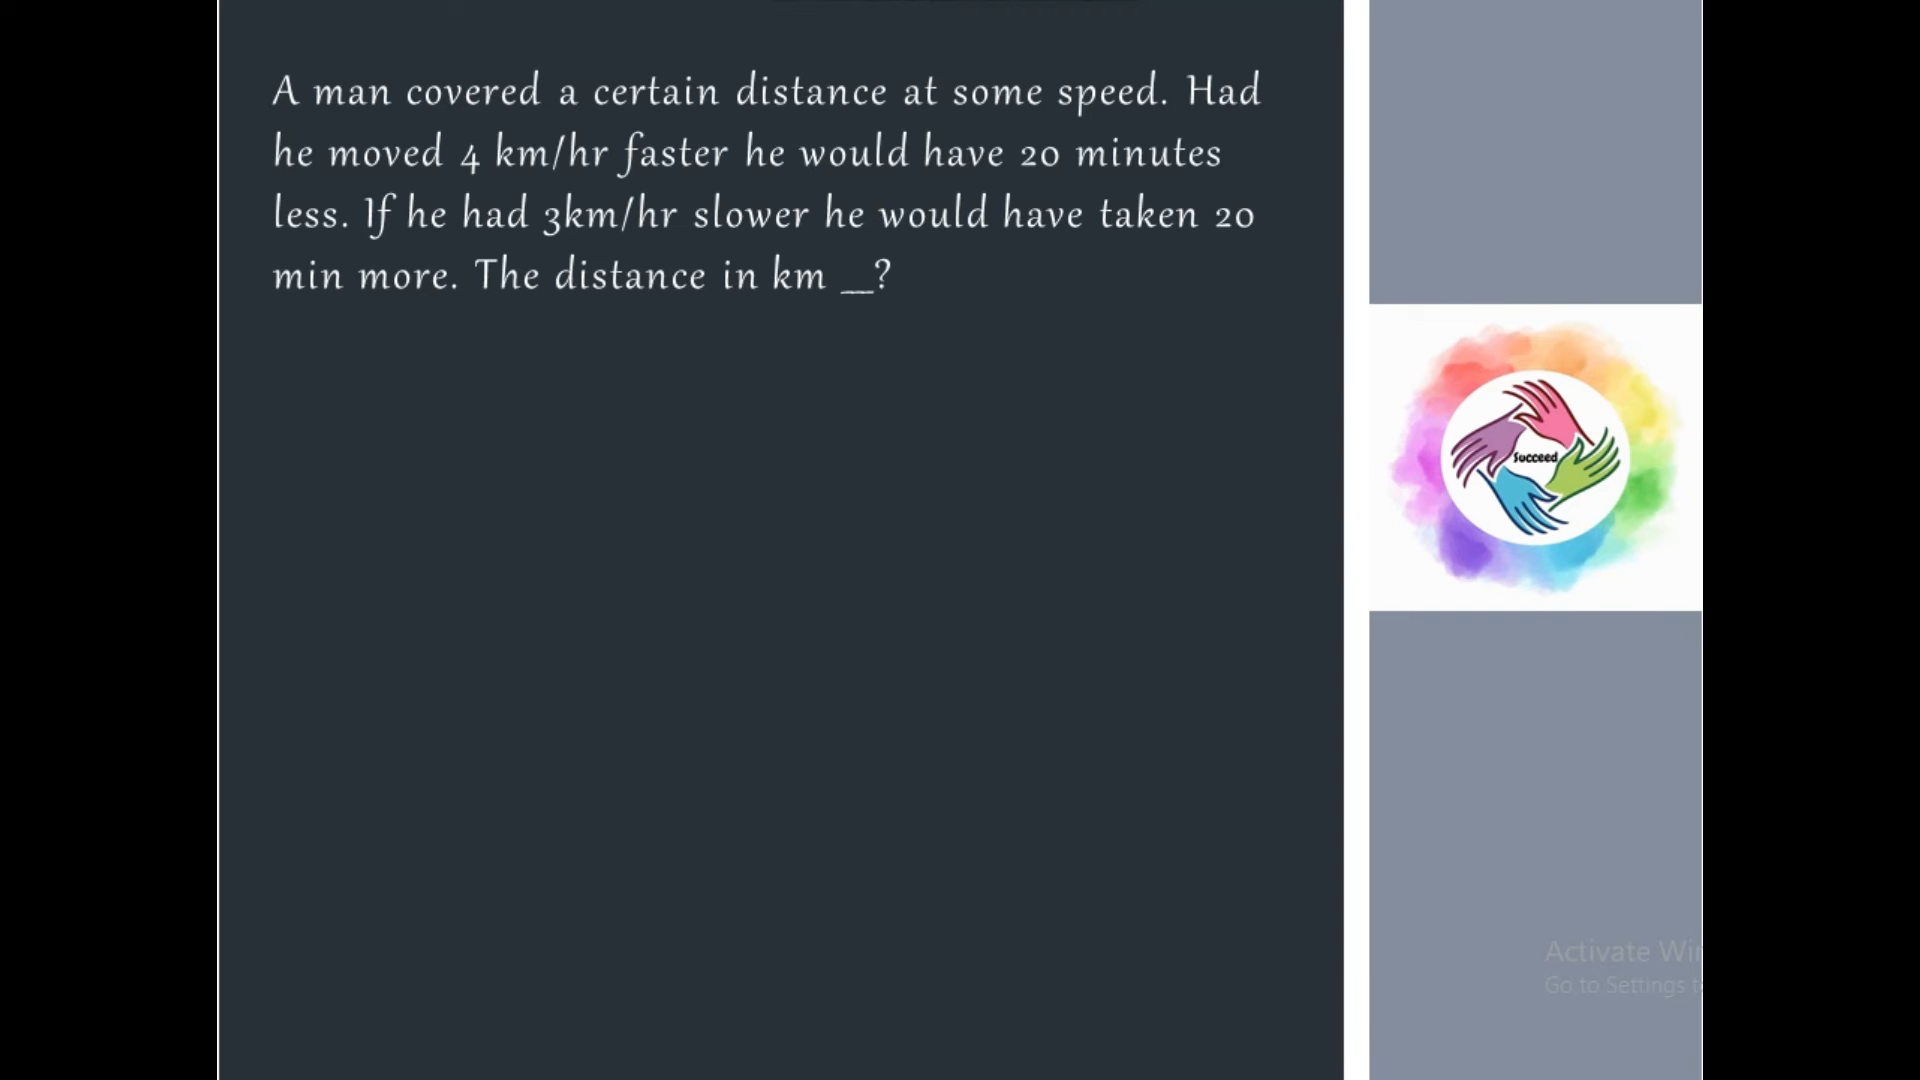 A man covered a certain distance at some speed. Had
he moved 4 km/hr faster he would have 20 minutes
less. If he had 3km/hr slower he would have taken 20
min more. The distance in km __?
Succeed
Activate Win
Go to Settings t